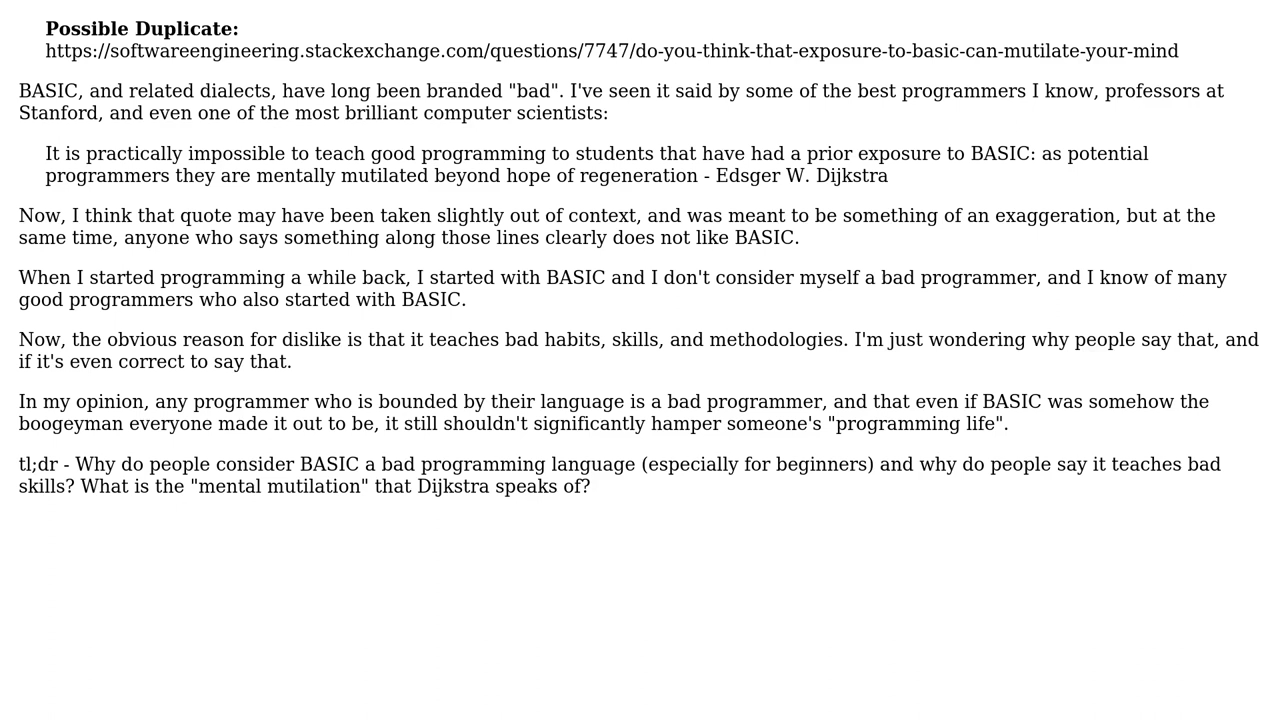 Possible Duplicate:
https://softwareengineering.stackexchange.com/questions/7747/do-you-think-that-exposure-to-basic-can-mutilate-your-mind
BASIC, and related dialects, have long been branded "bad". I've seen it said by some of the best programmers I know, professors at
Stanford, and even one of the most brilliant computer scientists:
It is practically impossible to teach good programming to students that have had a prior exposure to BASIC: as potential
programmers they are mentally mutilated beyond hope of regeneration - Edsger W. Dijkstra
Now, I think that quote may have been taken slightly out of context, and was meant to be something of an exaggeration, but at the
same time, anyone who says something along those lines clearly does not like BASIC.
When I started programming a while back, I started with BASIC and I don't consider myself a bad programmer, and I know of many
good programmers who also started with BASIC.
Now, the obvious reason for dislike is that it teaches bad habits, skills, and methodologies. I'm just wondering why people say that, and
if it's even correct to say that.
In my opinion, any programmer who is bounded by their language is a bad programmer, and that even if BASIC was somehow the
boogeyman everyone made it out to be, it still shouldn't significantly hamper someone's "programming life".
tl;dr - Why do people consider BASIC a bad programming language (especially for beginners) and why do people say it teaches bad
skills? What is the "mental mutilation" that Dijkstra speaks of?